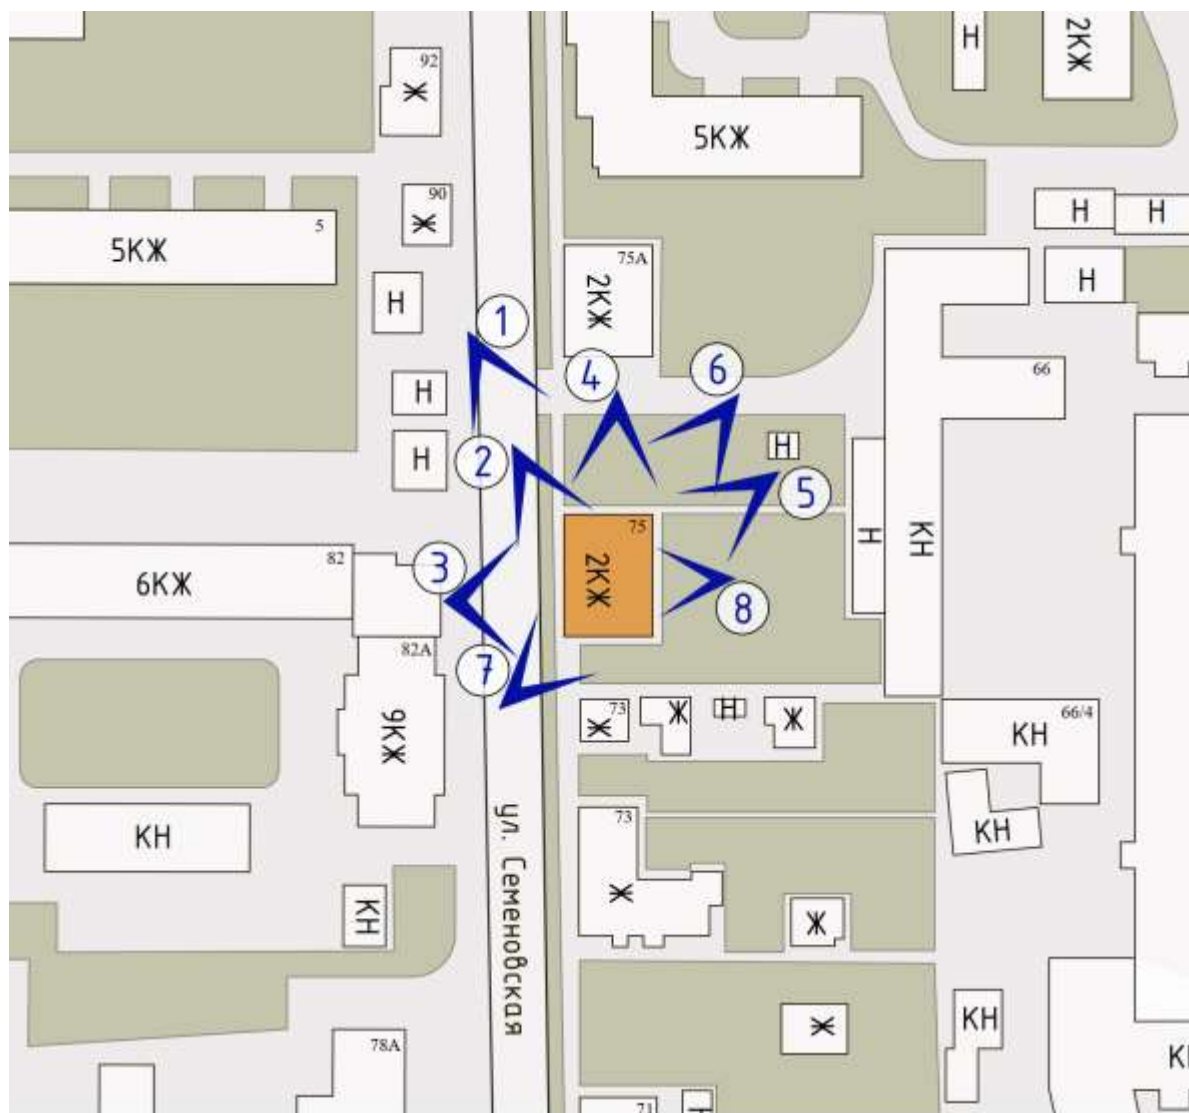 92
Ж
Н
2КЖ
5КЖ
90
Ж
Н
Н
5
5КЖ
75А
2КЖ
Н
Н
1
4
6
66
Н
Н
2
Н
5
75
2КЖ
Н
КН
82
6КЖ
3
8
82А
7
9КЖ
73
Ж
Ж
Н
Ж
66/4
КН
КН
КН
ул. Семеновская
73
Ж
Ж
КН
Ж
КН
78А
71
Н